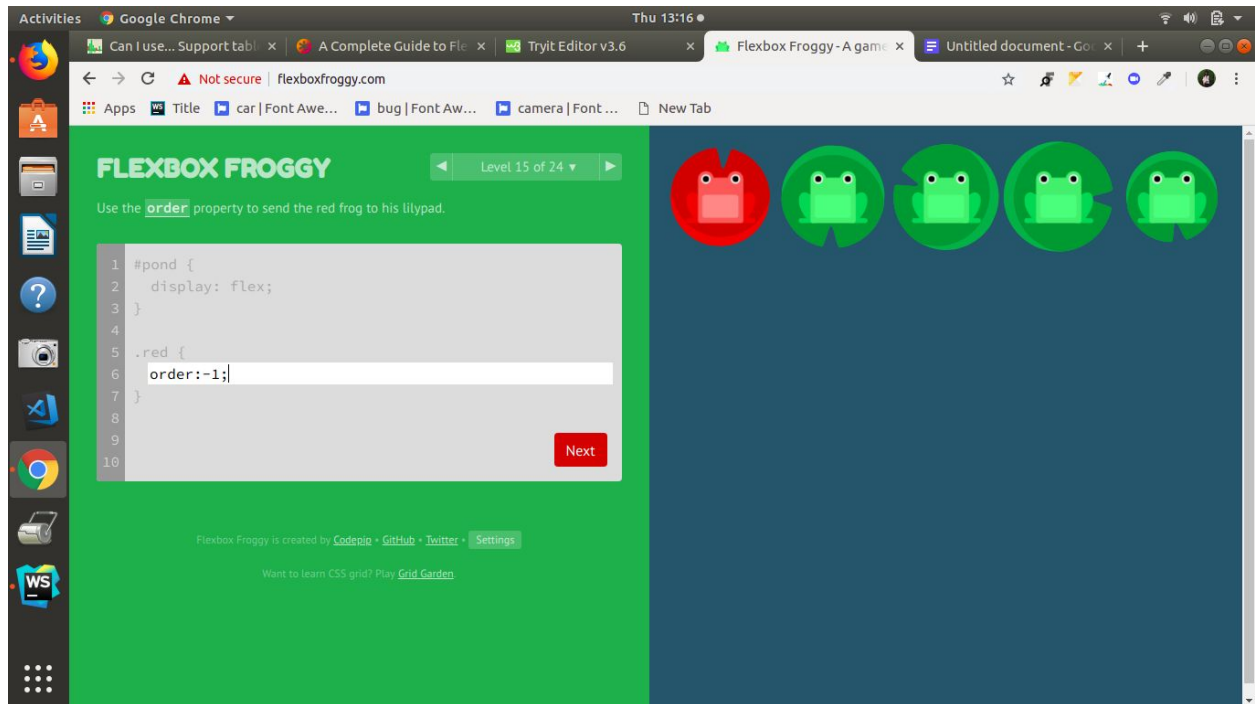 Activities Google Chrome ▾ Thu 13:16 ●
Can I use... Support tabl × A Complete Guide to Fle × Tryit Editor v3.6 × Flexbox Froggy - A game × Untitled document - Goo × +
Not secure | flexboxfroggy.com
Apps Title car | Font Awe... bug | Font Aw... camera | Font ... New Tab
FLEXBOX FROGGY
◀ Level 15 of 24 ▾ ▶
Use the order property to send the red frog to his lilypad.
1 #pond {
2 display: flex;
3 }
4
5 .red {
6 order:-1;
7 }
8
9
10
Next
Flexbox Froggy is created by Codepip • GitHub • Twitter • Settings
Want to learn CSS grid? Play Grid Garden.
WS